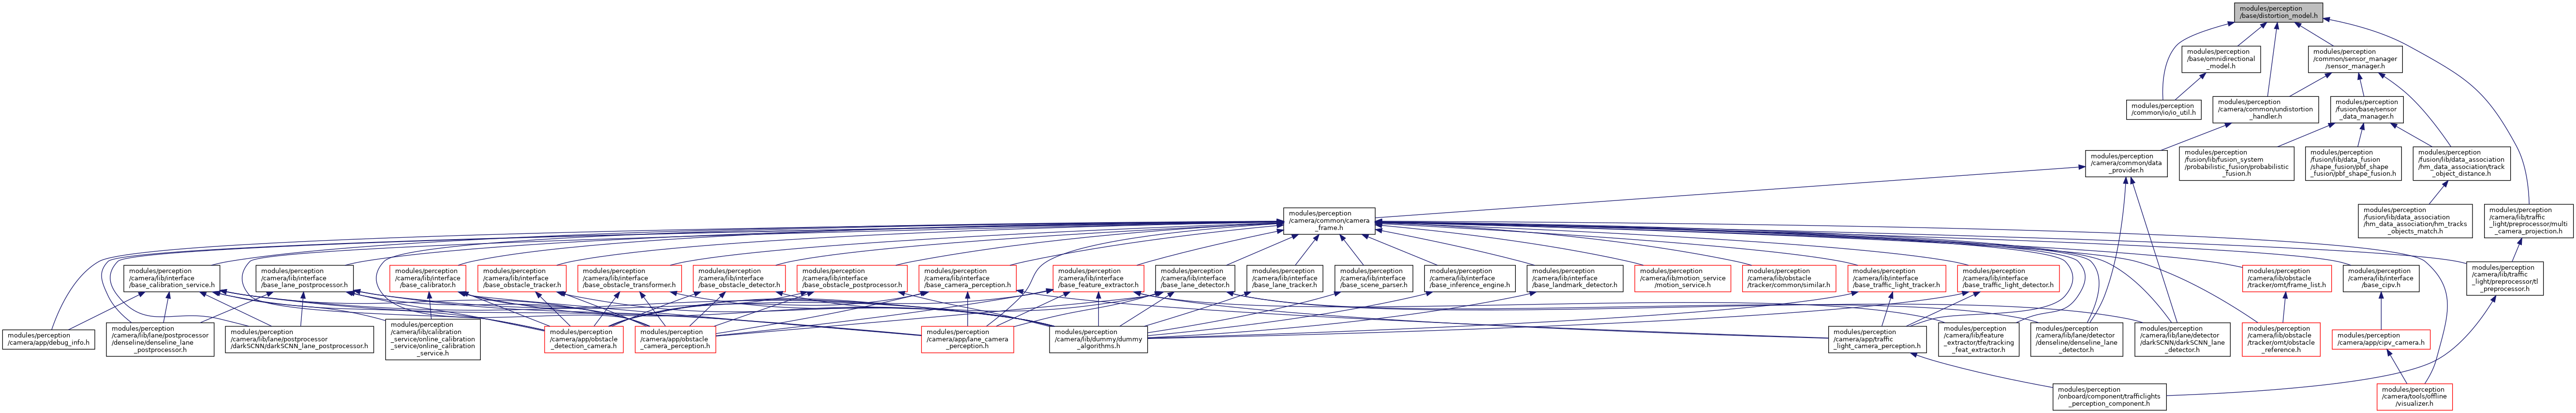 modules/perception
/base/distortion_model.h
modules/perception
/base/omnidirectional
_model.h
modules/perception
/common/sensor_manager
/sensor_manager.h
modules/perception
/common/io/io_util.h
modules/perception
/camera/common/undistortion
_handler.h
modules/perception
/fusion/base/sensor
_data_manager.h
modules/perception
/camera/common/data
_provider.h
modules/perception
/fusion/lib/fusion_system
/probabilistic_fusion/probabilistic
_fusion.h
modules/perception
/fusion/lib/data_fusion
/shape_fusion/pbf_shape
_fusion/pbf_shape_fusion.h
modules/perception
/fusion/lib/data_association
/hm_data_association/track
_object_distance.h
modules/perception
/camera/common/camera
_frame.h
modules/perception
/fusion/lib/data_association
/hm_data_association/hm_tracks
_objects_match.h
modules/perception
/camera/lib/traffic
_light/preprocessor/multi
_camera_projection.h
modules/perception
/camera/lib/interface
/base_calibration_service.h
modules/perception
/camera/lib/interface
/base_lane_postprocessor.h
modules/perception
/camera/lib/interface
/base_calibrator.h
modules/perception
/camera/lib/interface
/base_obstacle_tracker.h
modules/perception
/camera/lib/interface
/base_obstacle_transformer.h
modules/perception
/camera/lib/interface
/base_obstacle_detector.h
modules/perception
/camera/lib/interface
/base_obstacle_postprocessor.h
modules/perception
/camera/lib/interface
/base_camera_perception.h
modules/perception
/camera/lib/interface
/base_feature_extractor.h
modules/perception
/camera/lib/interface
/base_lane_detector.h
modules/perception
/camera/lib/interface
/base_lane_tracker.h
modules/perception
/camera/lib/interface
/base_scene_parser.h
modules/perception
/camera/lib/interface
/base_inference_engine.h
modules/perception
/camera/lib/interface
/base_landmark_detector.h
modules/perception
/camera/lib/motion_service
/motion_service.h
modules/perception
/camera/lib/obstacle
/tracker/common/similar.h
modules/perception
/camera/lib/interface
/base_traffic_light_tracker.h
modules/perception
/camera/lib/interface
/base_traffic_light_detector.h
modules/perception
/camera/lib/obstacle
/tracker/omt/frame_list.h
modules/perception
/camera/lib/interface
/base_cipv.h
modules/perception
/camera/lib/traffic
_light/preprocessor/tl
_preprocessor.h
modules/perception
/camera/app/debug_info.h
modules/perception
/camera/lib/lane/postprocessor
/denseline/denseline_lane
_postprocessor.h
modules/perception
/camera/lib/lane/postprocessor
/darkSCNN/darkSCNN_lane_postprocessor.h
modules/perception
/camera/lib/calibration
_service/online_calibration
_service/online_calibration
_service.h
modules/perception
/camera/app/obstacle
_detection_camera.h
modules/perception
/camera/app/obstacle
_camera_perception.h
modules/perception
/camera/app/lane_camera
_perception.h
modules/perception
/camera/lib/dummy/dummy
_algorithms.h
modules/perception
/camera/app/traffic
_light_camera_perception.h
modules/perception
/camera/lib/feature
_extractor/tfe/tracking
_feat_extractor.h
modules/perception
/camera/lib/lane/detector
/denseline/denseline_lane
_detector.h
modules/perception
/camera/lib/lane/detector
/darkSCNN/darkSCNN_lane
_detector.h
modules/perception
/camera/lib/obstacle
/tracker/omt/obstacle
_reference.h
modules/perception
/camera/app/cipv_camera.h
modules/perception
/onboard/component/trafficlights
_perception_component.h
modules/perception
/camera/tools/offline
/visualizer.h